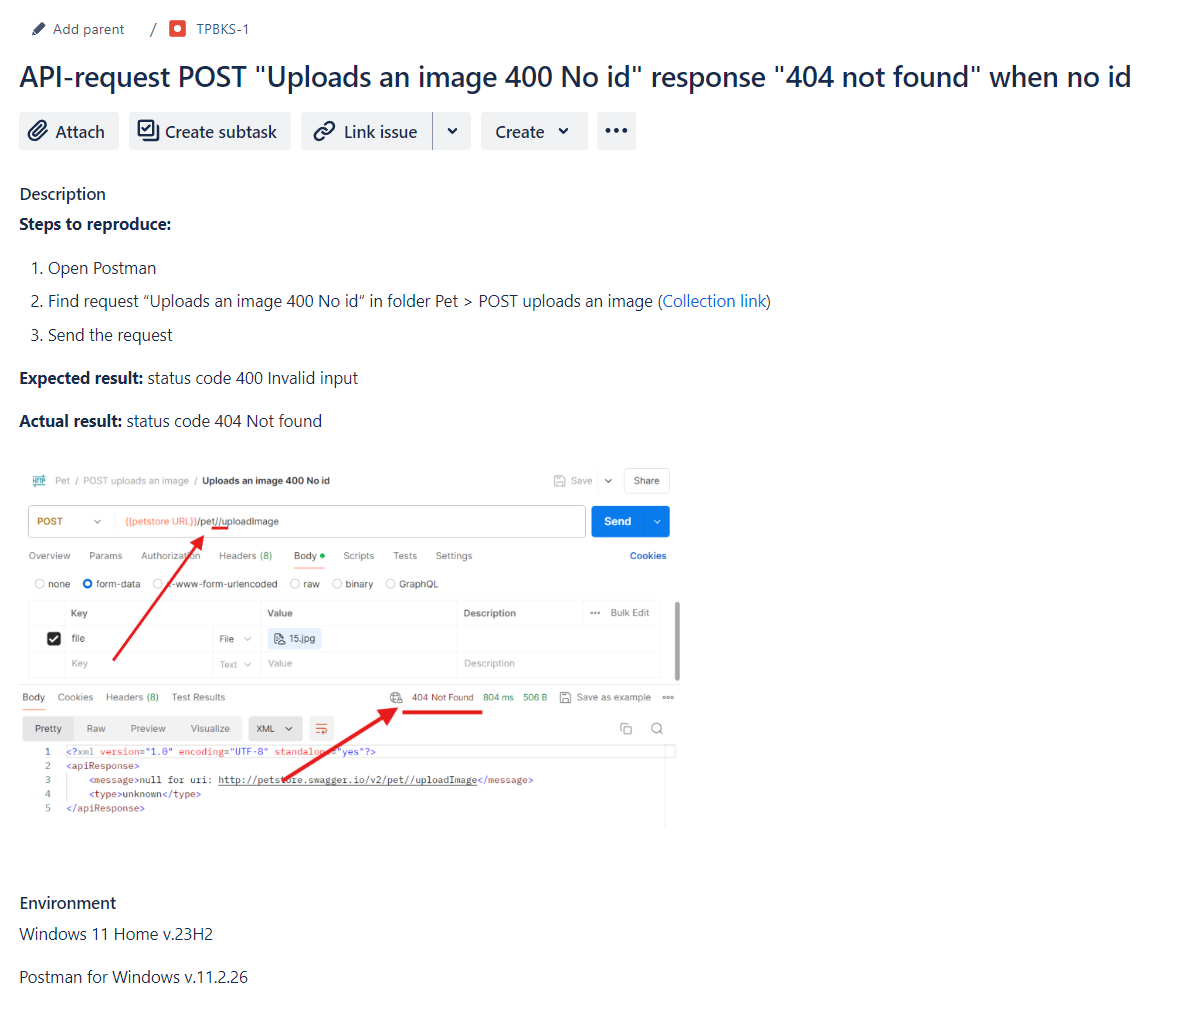 Add parent / TPBKS-1
API-request POST "Uploads an image 400 No id" response "404 not found" when no id
Attach Create subtask Link issue Create •••
Description
Steps to reproduce:
1. Open Postman
2. Find request “Uploads an image 400 No id” in folder Pet > POST uploads an image (Collection link)
3. Send the request
Expected result: status code 400 Invalid input
Actual result: status code 404 Not found
HTTP Pet / POST uploads an image / Uploads an image 400 No id Save Share
POST {{petstore URL}}/pet//uploadImage Send
Overview Params Authorization Headers (8) Body Scripts Tests Settings Cookies
none form-data x-www-form-urlencoded raw binary GraphQL
Key Value Description ••• Bulk Edit
file File 15.jpg
Key Text Value Description
Body Cookies Headers (8) Test Results 404 Not Found 804 ms 506 B Save as example •••
Pretty Raw Preview Visualize XML
1 <?xml version="1.0" encoding="UTF-8" standalone="yes"?>
2 <apiResponse>
3 <message>null for uri: http://petstore.swagger.io/v2/pet//uploadImage</message>
4 <type>unknown</type>
5 </apiResponse>
Environment
Windows 11 Home v.23H2
Postman for Windows v.11.2.26